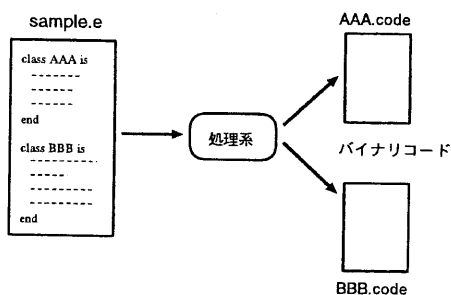 sample.e
class AAA is
end
class BBB is
end
処理系
AAA.code
バイナリコード
BBB.code